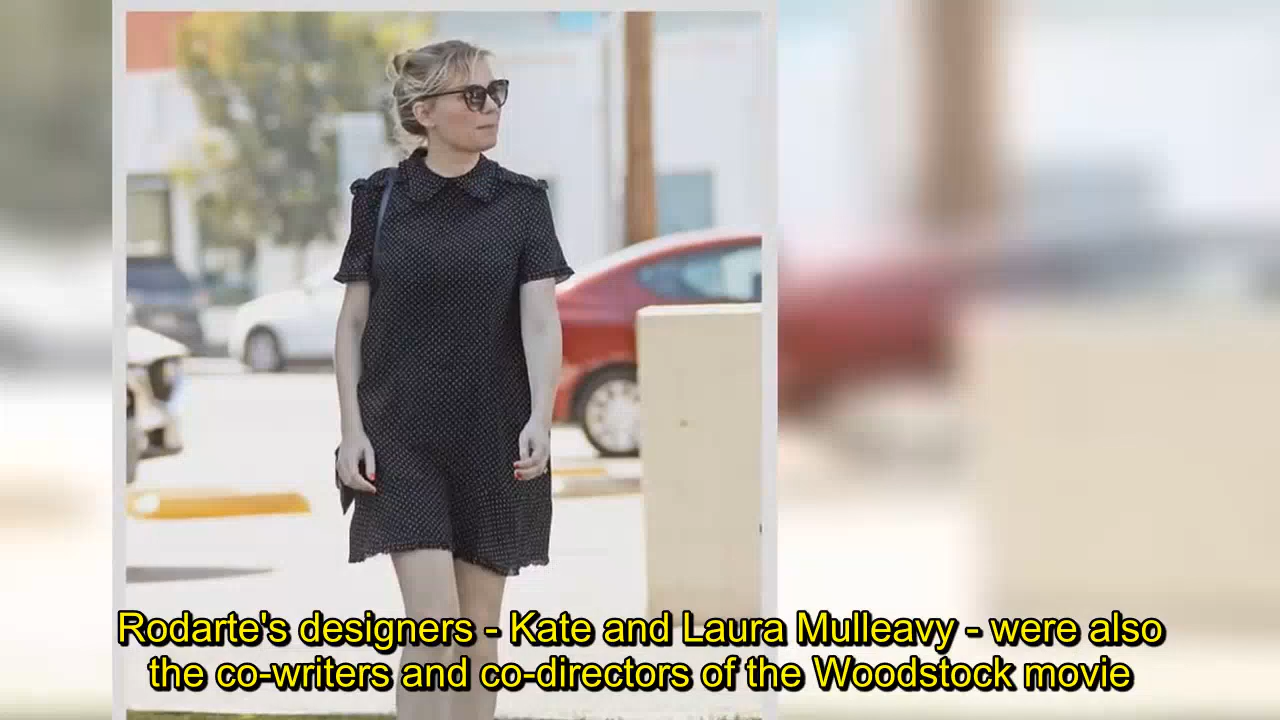 Rodarte's designers - Kate and Laura Mulleavy - were also
the co-writers and co-directors of the Woodstock movie